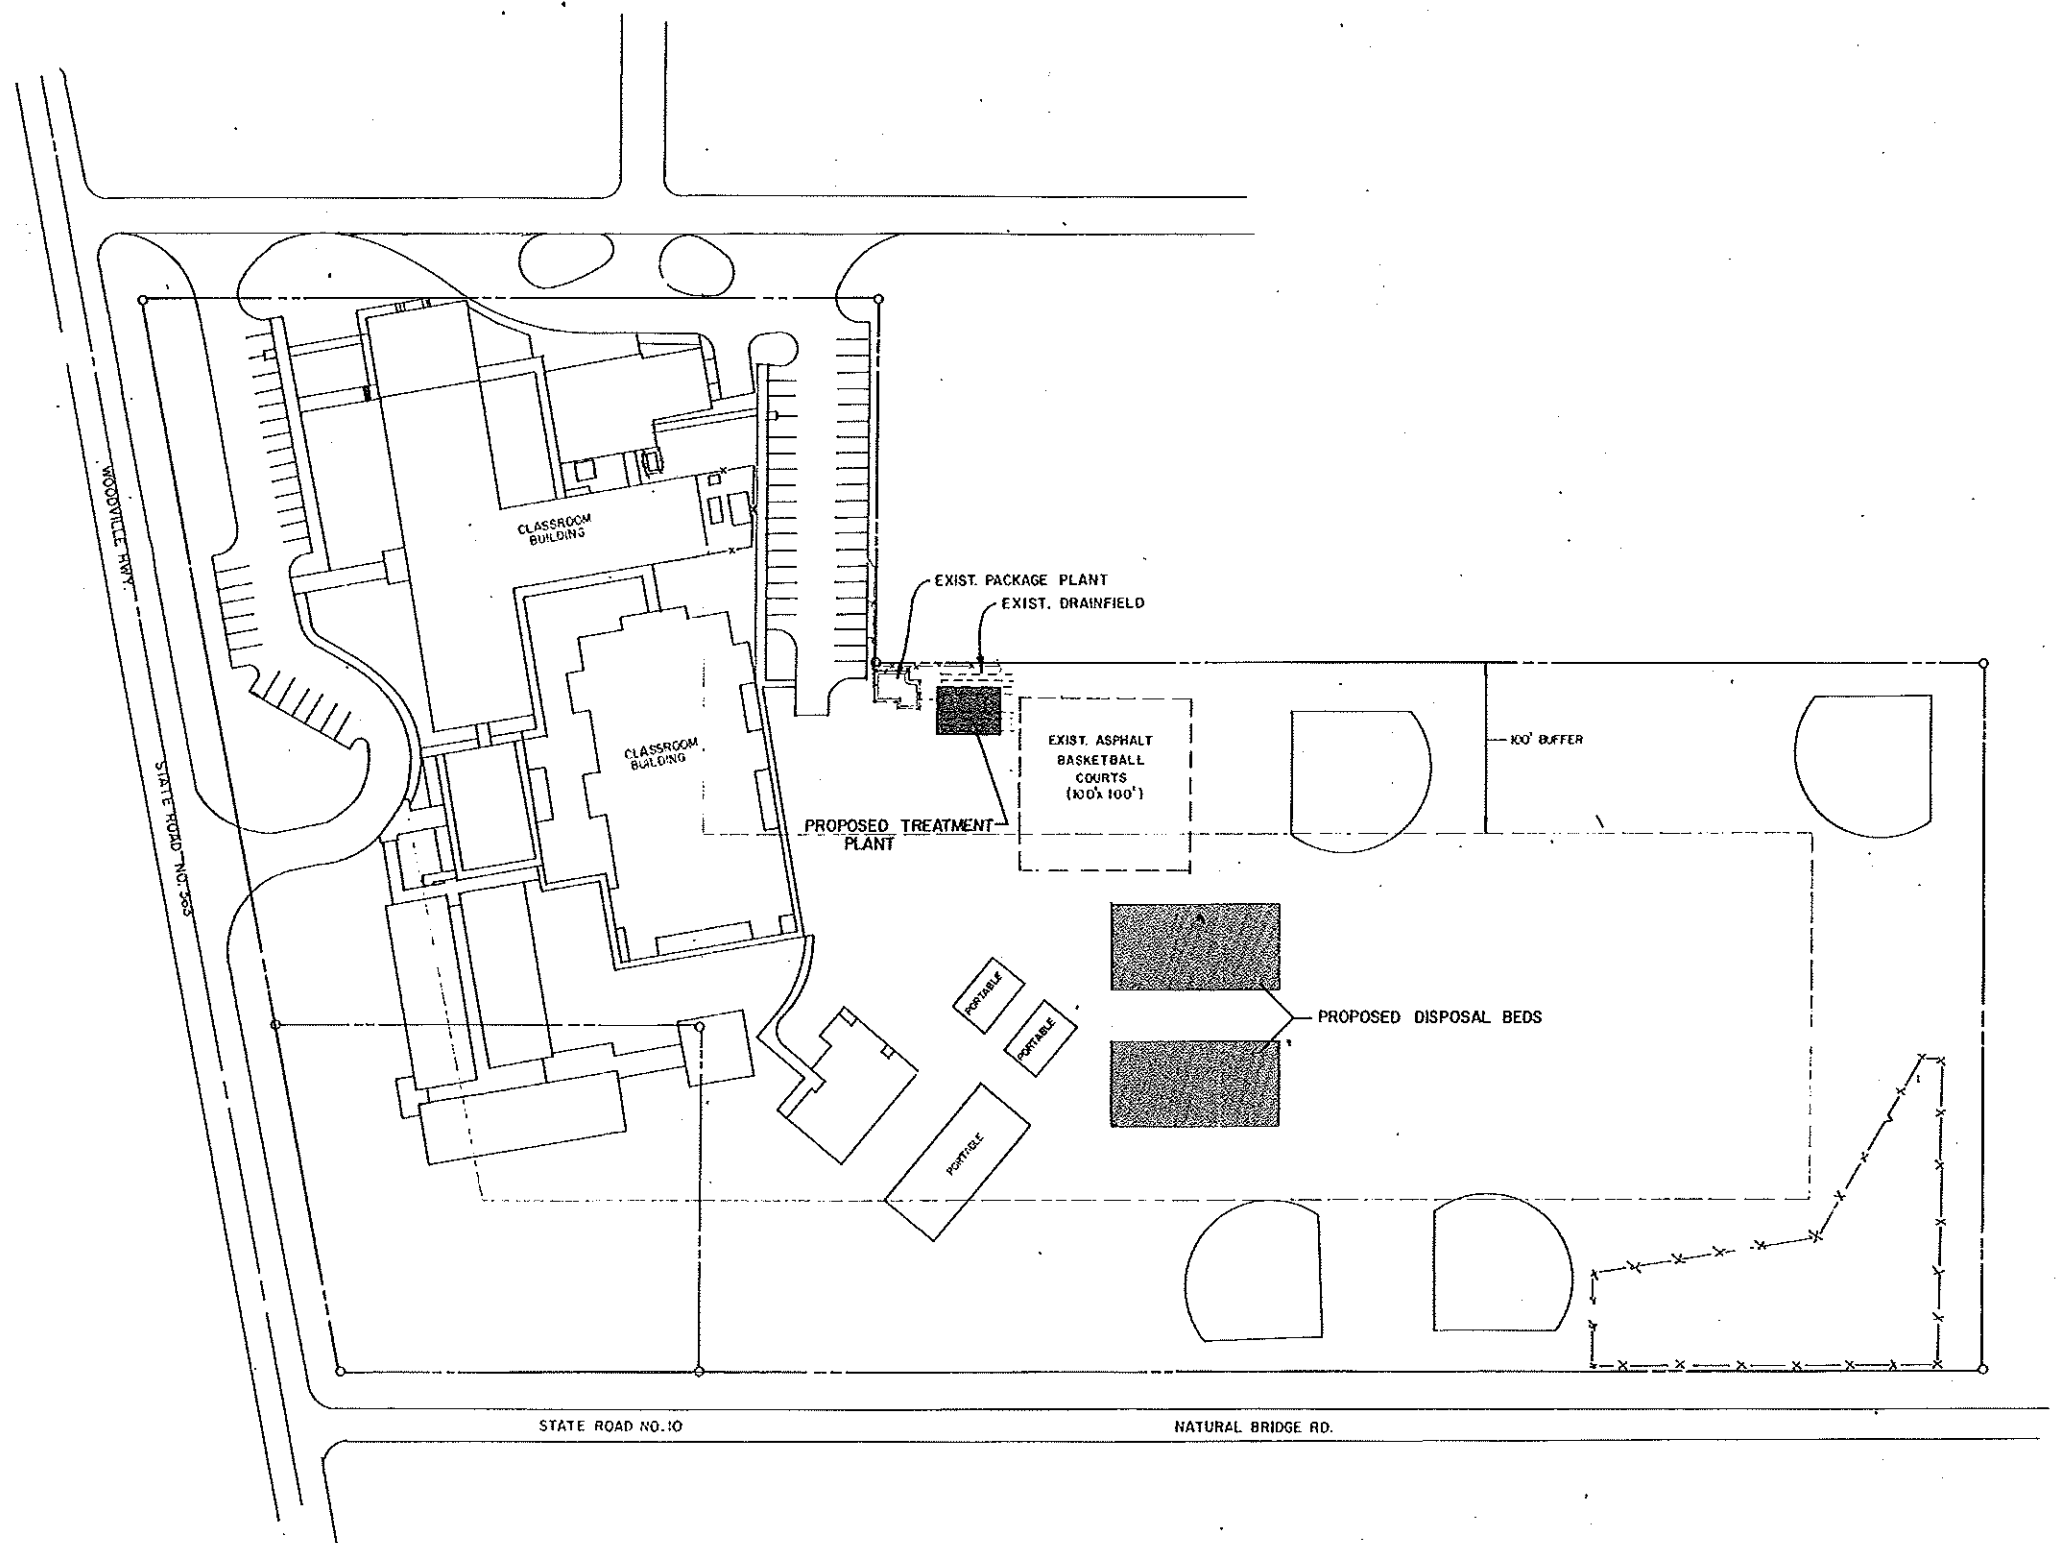 WOODVILLE HWY.
STATE ROAD NO. 363
CLASSROOM
BUILDING
CLASSROOM
BUILDING
EXIST. PACKAGE PLANT
EXIST. DRAINFIELD
EXIST. ASPHALT
BASKETBALL
COURTS
(100'x 100')
100' BUFFER
PROPOSED TREATMENT
PLANT
PORTABLE
PORTABLE
PORTABLE
PROPOSED DISPOSAL BEDS
STATE ROAD NO.10
NATURAL BRIDGE RD.